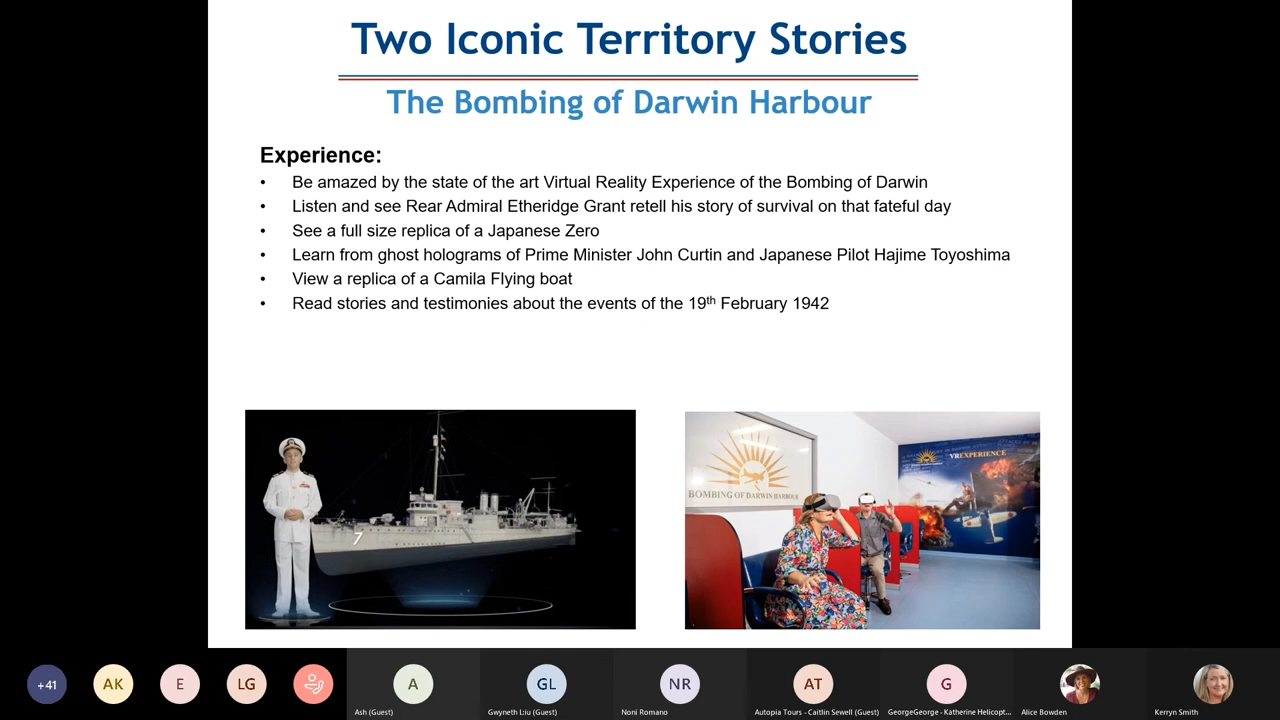 Two Iconic Territory Stories
The Bombing of Darwin Harbour
Experience:
• Be amazed by the state of the art Virtual Reality Experience of the Bombing of Darwin
• Listen and see Rear Admiral Etheridge Grant retell his story of survival on that fateful day
• See a full size replica of a Japanese Zero
• Learn from ghost holograms of Prime Minister John Curtin and Japanese Pilot Hajime Toyoshima
• View a replica of a Camila Flying boat
• Read stories and testimonies about the events of the 19th February 1942
7
BOMBING OF DARWIN HARBOUR
VR EXPERIENCE
+41
AK
E
LG
A
GL
NR
AT
G
Ash (Guest)
Gwyneth L:iu (Guest)
Noni Romano
Autopia Tours - Caitlin Sewell (Guest)
GeorgeGeorge - Katherine Helicopt...
Alice Bowden
Kerryn Smith